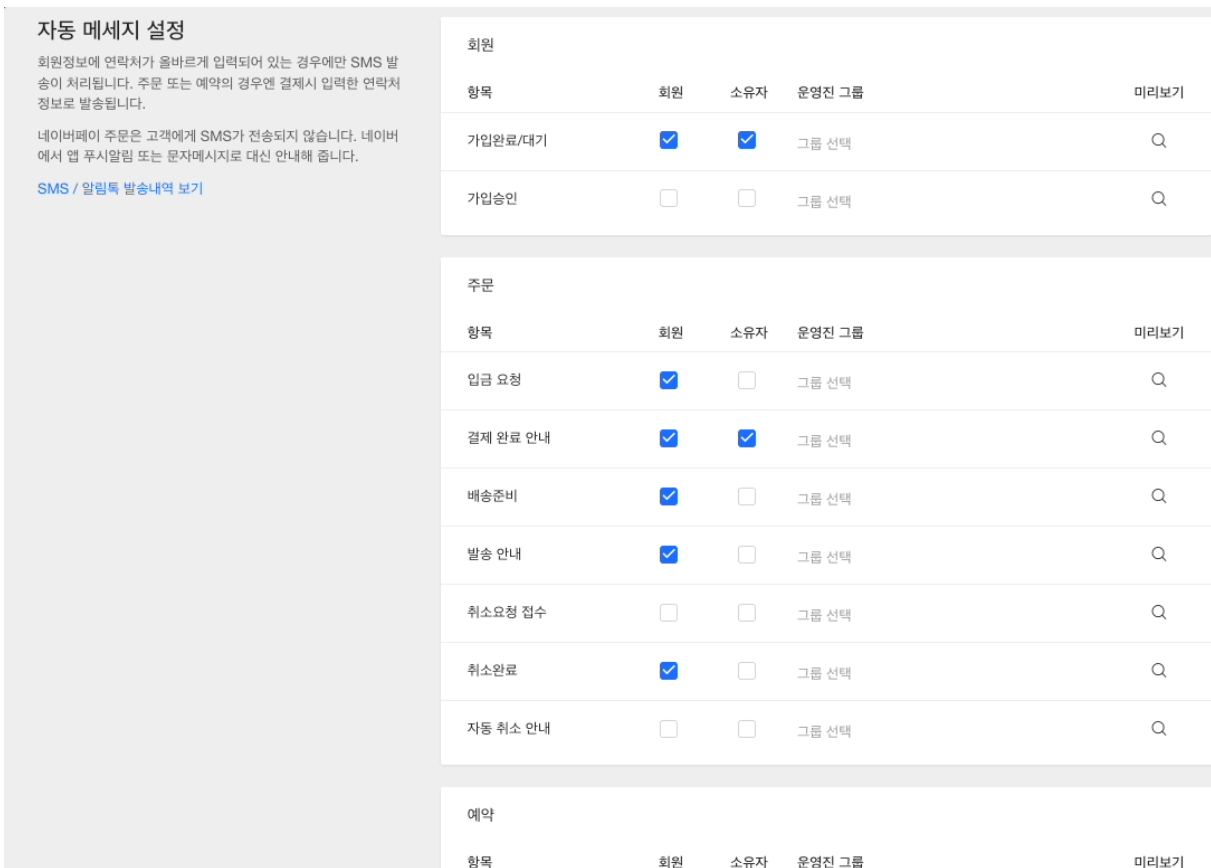 자동 메세지 설정
회원정보에 연락처가 올바르게 입력되어 있는 경우에만 SMS 발
송이 처리됩니다. 주문 또는 예약의 경우엔 결제시 입력한 연락처
정보로 발송됩니다.
네이버페이 주문은 고객에게 SMS가 전송되지 않습니다. 네이버
에서 앱 푸시알림 또는 문자메시지로 대신 안내해 줍니다.
SMS / 알림톡 발송내역 보기
회원
항목 회원 소유자 운영진 그룹 미리보기
가입완료/대기 그룹 선택
가입승인 그룹 선택
주문
항목 회원 소유자 운영진 그룹 미리보기
입금 요청 그룹 선택
결제 완료 안내 그룹 선택
배송준비 그룹 선택
발송 안내 그룹 선택
취소요청 접수 그룹 선택
취소완료 그룹 선택
자동 취소 안내 그룹 선택
예약
항목 회원 소유자 운영진 그룹 미리보기